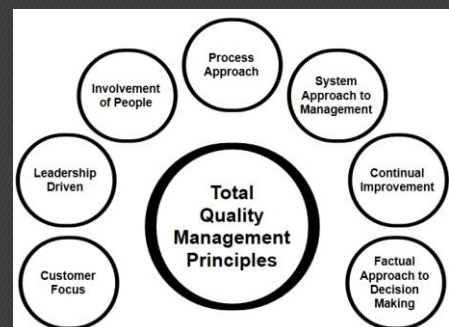 Process
Approach
Involvement
of People
System
Approach to
Management
Leadership
Driven
Continual
Improvement
Total
Quality
Management
Principles
Customer
Focus
Factual
Approach to
Decision
Making